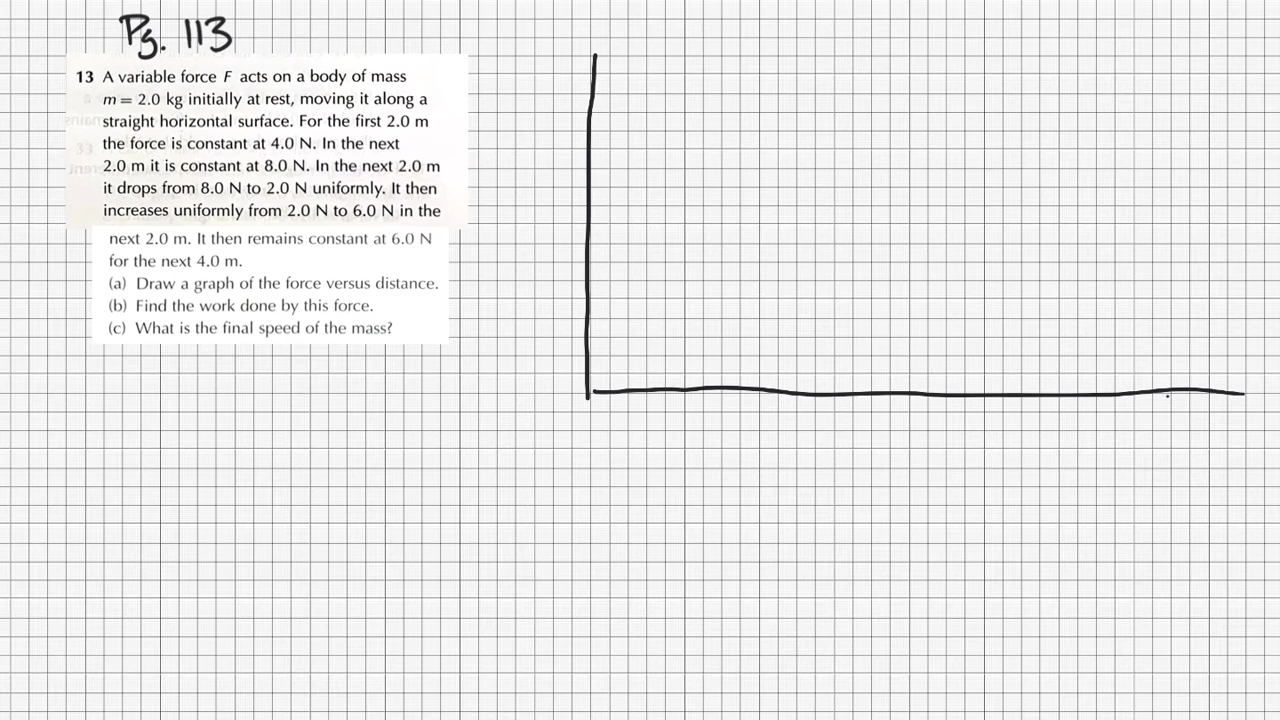 Pg. 113
13 A variable force F acts on a body of mass
m = 2.0 kg initially at rest, moving it along a
straight horizontal surface. For the first 2.0 m
the force is constant at 4.0 N. In the next
2.0 m it is constant at 8.0 N. In the next 2.0 m
it drops from 8.0 N to 2.0 N uniformly. It then
increases uniformly from 2.0 N to 6.0 N in the
next 2.0 m. It then remains constant at 6.0 N
for the next 4.0 m.
(a) Draw a graph of the force versus distance.
(b) Find the work done by this force.
(c) What is the final speed of the mass?